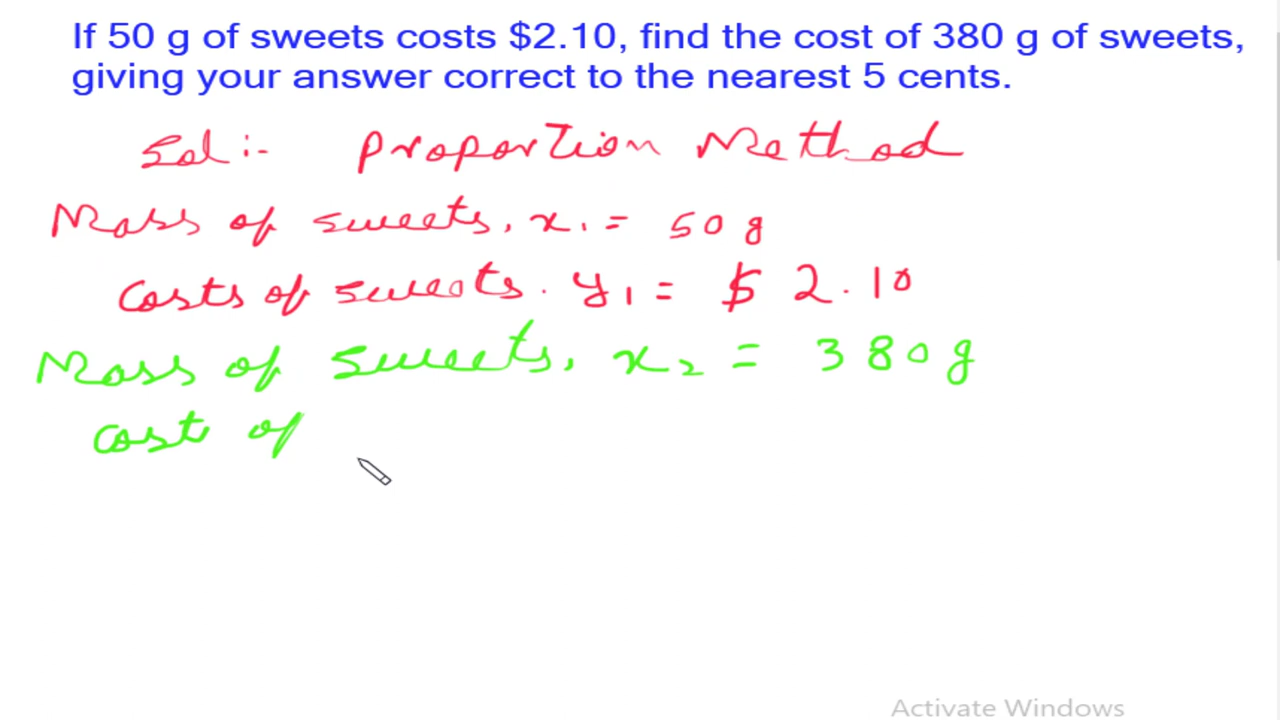 If 50 g of sweets costs $2.10, find the cost of 380 g of sweets,
giving your answer correct to the nearest 5 cents.
Sol :- Proportion Method
Mass of sweets, x₁ = 50 g
Costs of sweets. y₁ = $ 2.10
Mass of sweets, x₂ = 380 g
cost of
Activate Windows